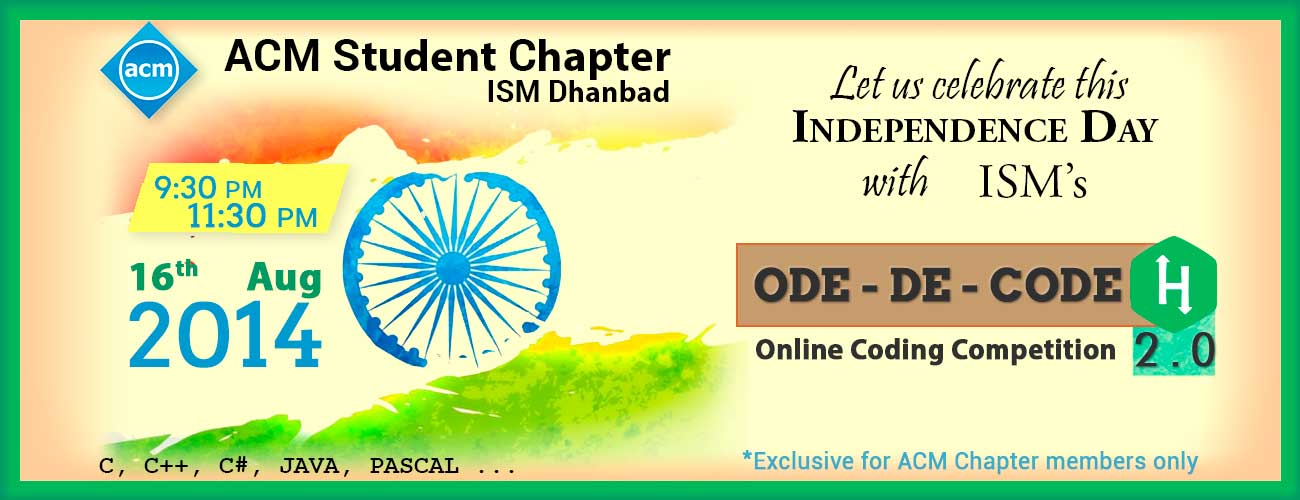 acm
ACM Student Chapter
ISM Dhanbad
9:30 PM
11:30 PM
16th Aug
2014
C, C++, C#, JAVA, PASCAL ...
Let us celebrate this
INDEPENDENCE DAY
with ISM's
ODE - DE - CODE H
Online Coding Competition 2.0
*Exclusive for ACM Chapter members only